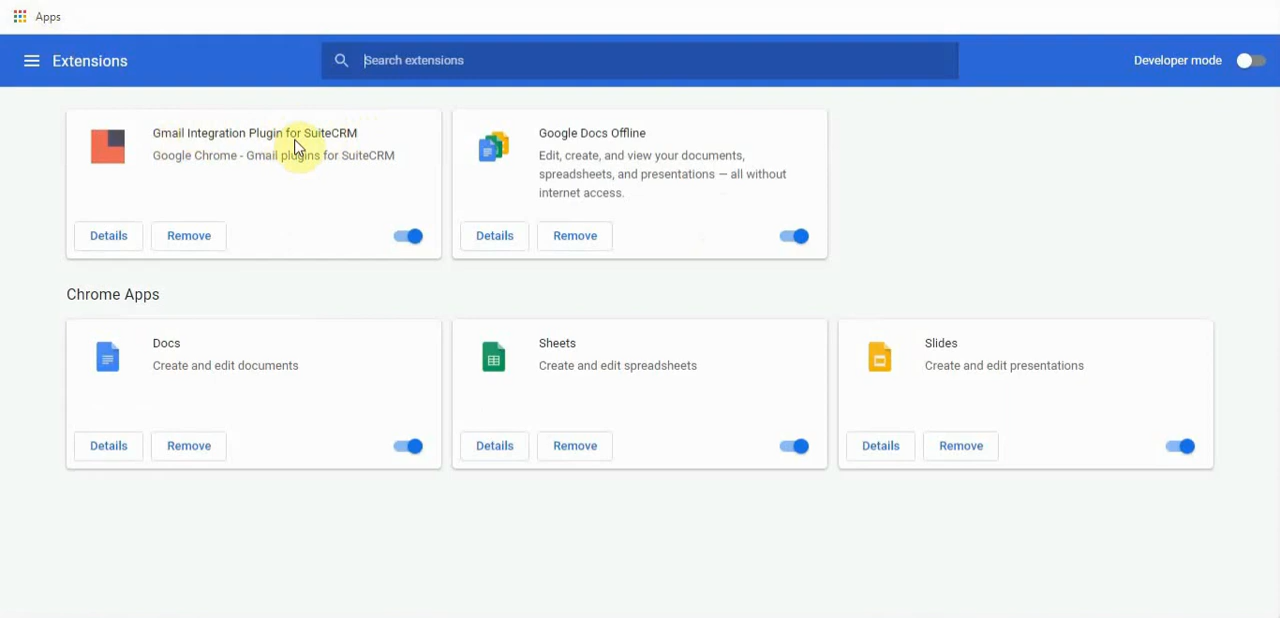 Apps
Extensions
Search extensions
Developer mode
Gmail Integration Plugin for SuiteCRM
Google Chrome - Gmail plugins for SuiteCRM
Details
Remove
Google Docs Offline
Edit, create, and view your documents,
spreadsheets, and presentations — all without
internet access.
Details
Remove
Chrome Apps
Docs
Create and edit documents
Details
Remove
Sheets
Create and edit spreadsheets
Details
Remove
Slides
Create and edit presentations
Details
Remove